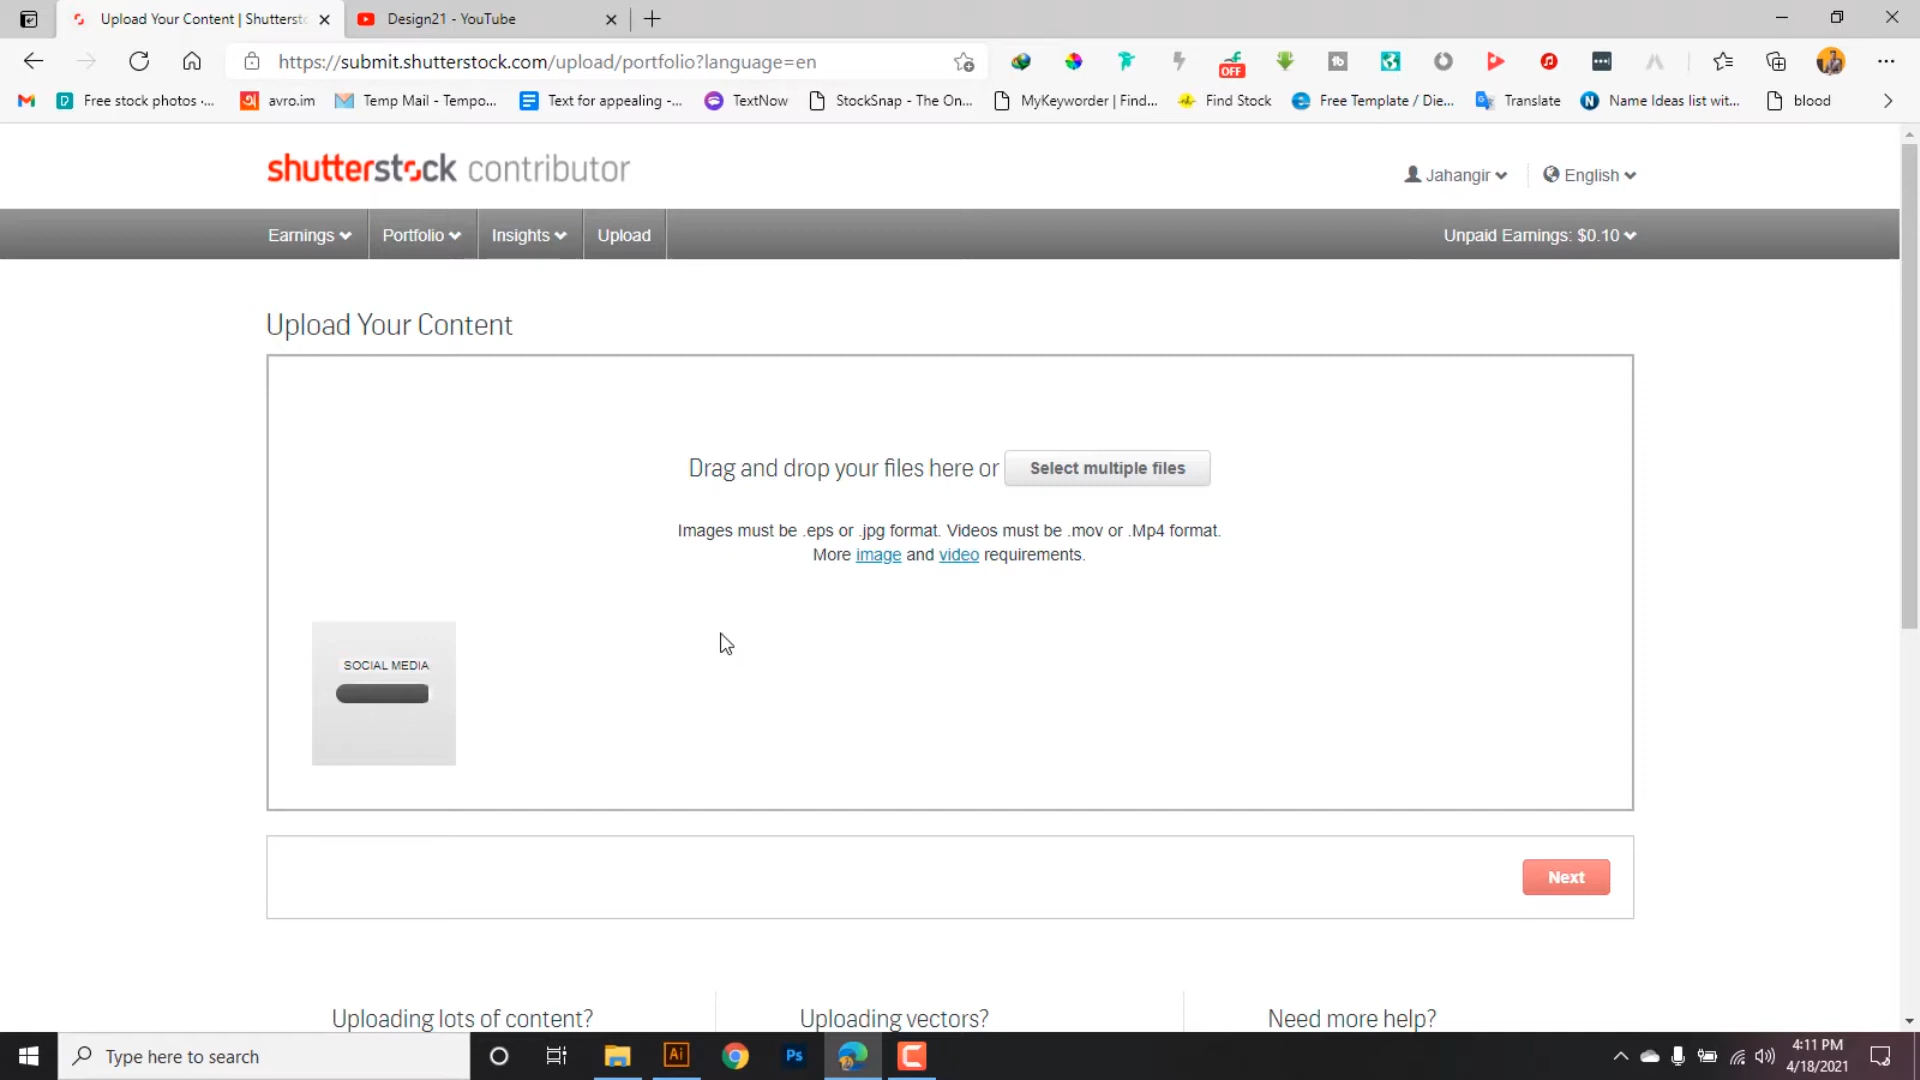 Upload Your Content | Shutterst
Design21 - YouTube
https://submit.shutterstock.com/upload/portfolio?language=en
OFF
Free stock photos ·...
avro.im
Temp Mail - Tempo...
Text for appealing -...
TextNow
StockSnap - The On...
MyKeyworder | Find...
Find Stock
Free Template / Die...
Translate
Name Ideas list wit...
blood
shutterstock contributor
Jahangir
English
Earnings
Portfolio
Insights
Upload
Unpaid Earnings: $0.10
Upload Your Content
Drag and drop your files here or
Select multiple files
Images must be .eps or .jpg format. Videos must be .mov or .Mp4 format.
More image and video requirements.
SOCIAL MEDIA
Next
Uploading lots of content?
Uploading vectors?
Need more help?
Type here to search
Ai
Ps
4:11 PM
4/18/2021